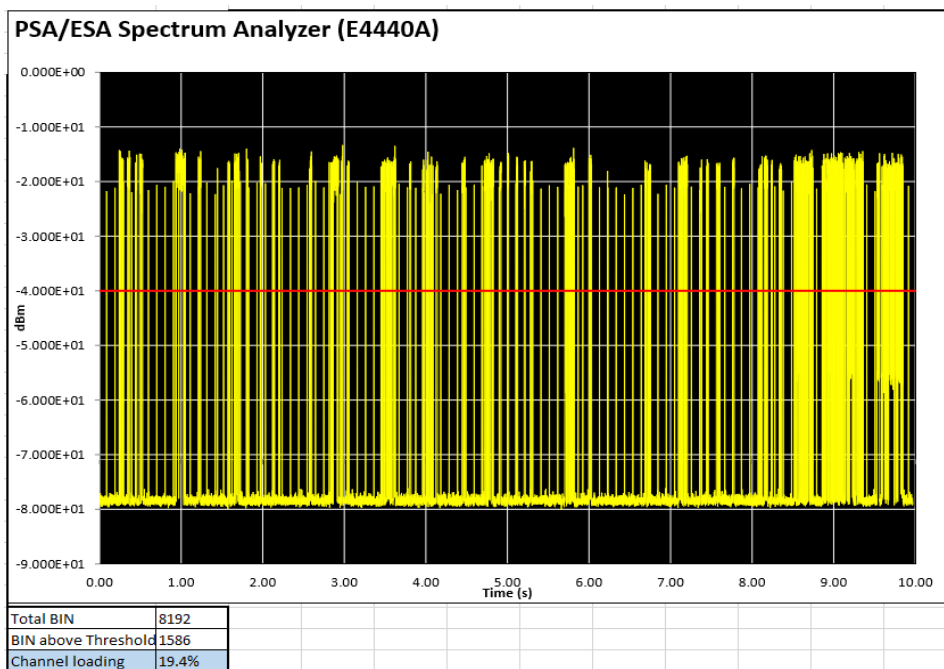 PSA/ESA Spectrum Analyzer (E4440A)
0.000E+00
-1.000E+01
-2.000E+01
-3.000E+01
-4.000E+01
-5.000E+01
-6.000E+01
-7.000E+01
-8.000E+01
-9.000E+01
dBm
0.00 1.00 2.00 3.00 4.00 5.00 6.00 7.00 8.00 9.00 10.00
Time (s)
Total BIN 8192
BIN above Threshold 1586
Channel loading 19.4%